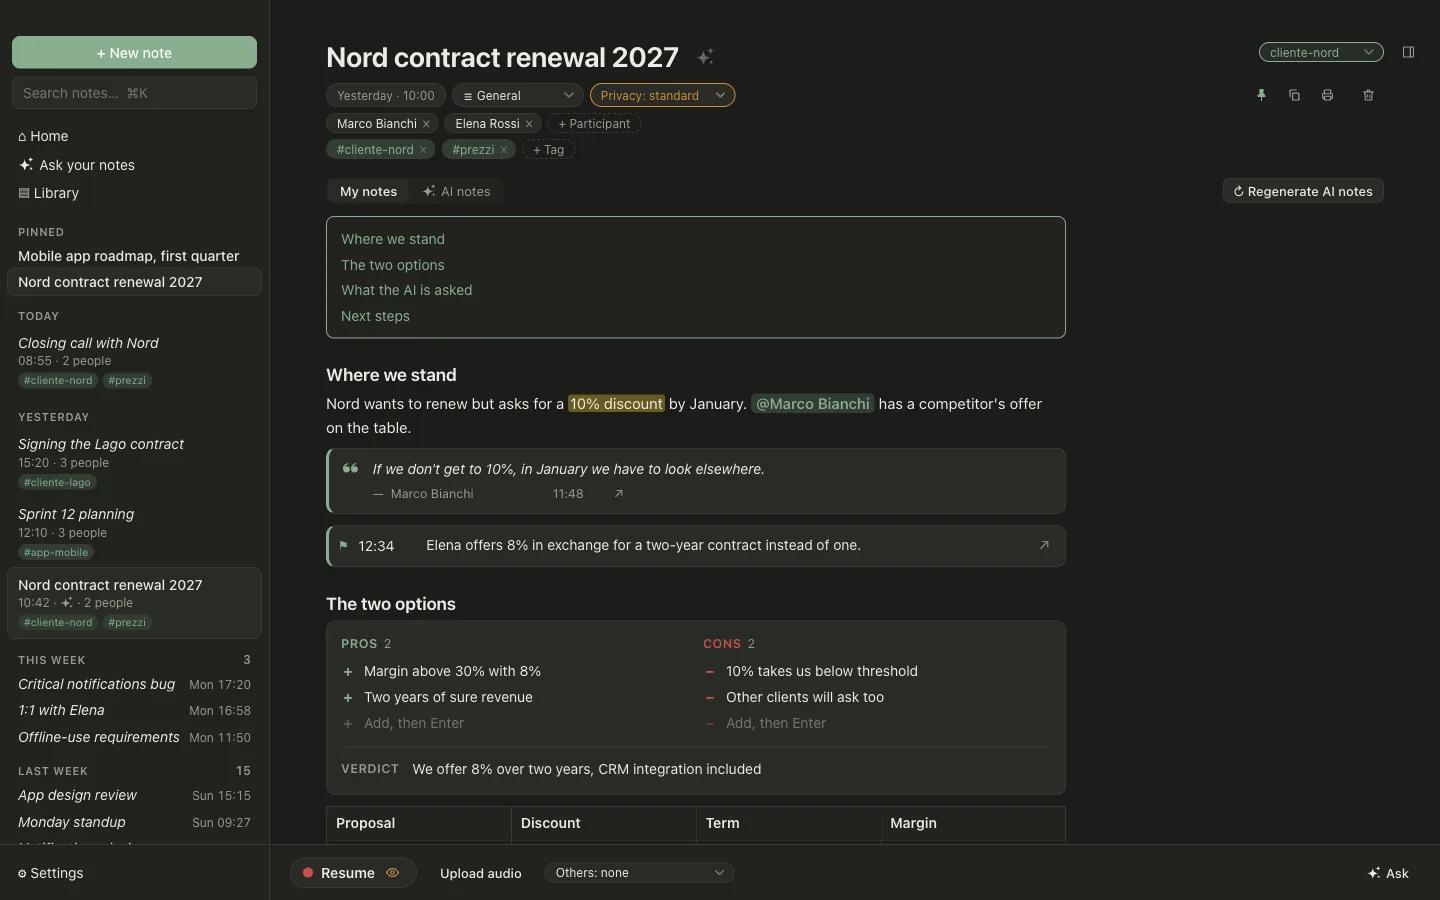 + New note
Search notes... ⌘K
Home
Ask your notes
Library
PINNED
Mobile app roadmap, first quarter
Nord contract renewal 2027
TODAY
Closing call with Nord
08:55 · 2 people
#cliente-nord #prezzi
YESTERDAY
Signing the Lago contract
15:20 · 3 people
#cliente-lago
Sprint 12 planning
12:10 · 3 people
#app-mobile
Nord contract renewal 2027
10:42 · · 2 people
#cliente-nord #prezzi
THIS WEEK 3
Critical notifications bug Mon 17:20
1:1 with Elena Mon 16:58
Offline-use requirements Mon 11:50
LAST WEEK 15
App design review Sun 15:15
Monday standup Sun 09:27
Settings
Nord contract renewal 2027
cliente-nord
Yesterday · 10:00 General Privacy: standard
Marco Bianchi × Elena Rossi × + Participant
#cliente-nord × #prezzi × + Tag
My notes AI notes
Regenerate AI notes
Where we stand
The two options
What the AI is asked
Next steps
Where we stand
Nord wants to renew but asks for a 10% discount by January. @Marco Bianchi has a competitor's offer
on the table.
If we don't get to 10%, in January we have to look elsewhere.
— Marco Bianchi 11:48 ↗
12:34 Elena offers 8% in exchange for a two-year contract instead of one. ↗
The two options
PROS 2 CONS 2
+ Margin above 30% with 8% – 10% takes us below threshold
+ Two years of sure revenue – Other clients will ask too
+ Add, then Enter – Add, then Enter
VERDICT We offer 8% over two years, CRM integration included
Proposal Discount Term Margin
Resume Upload audio Others: none Ask